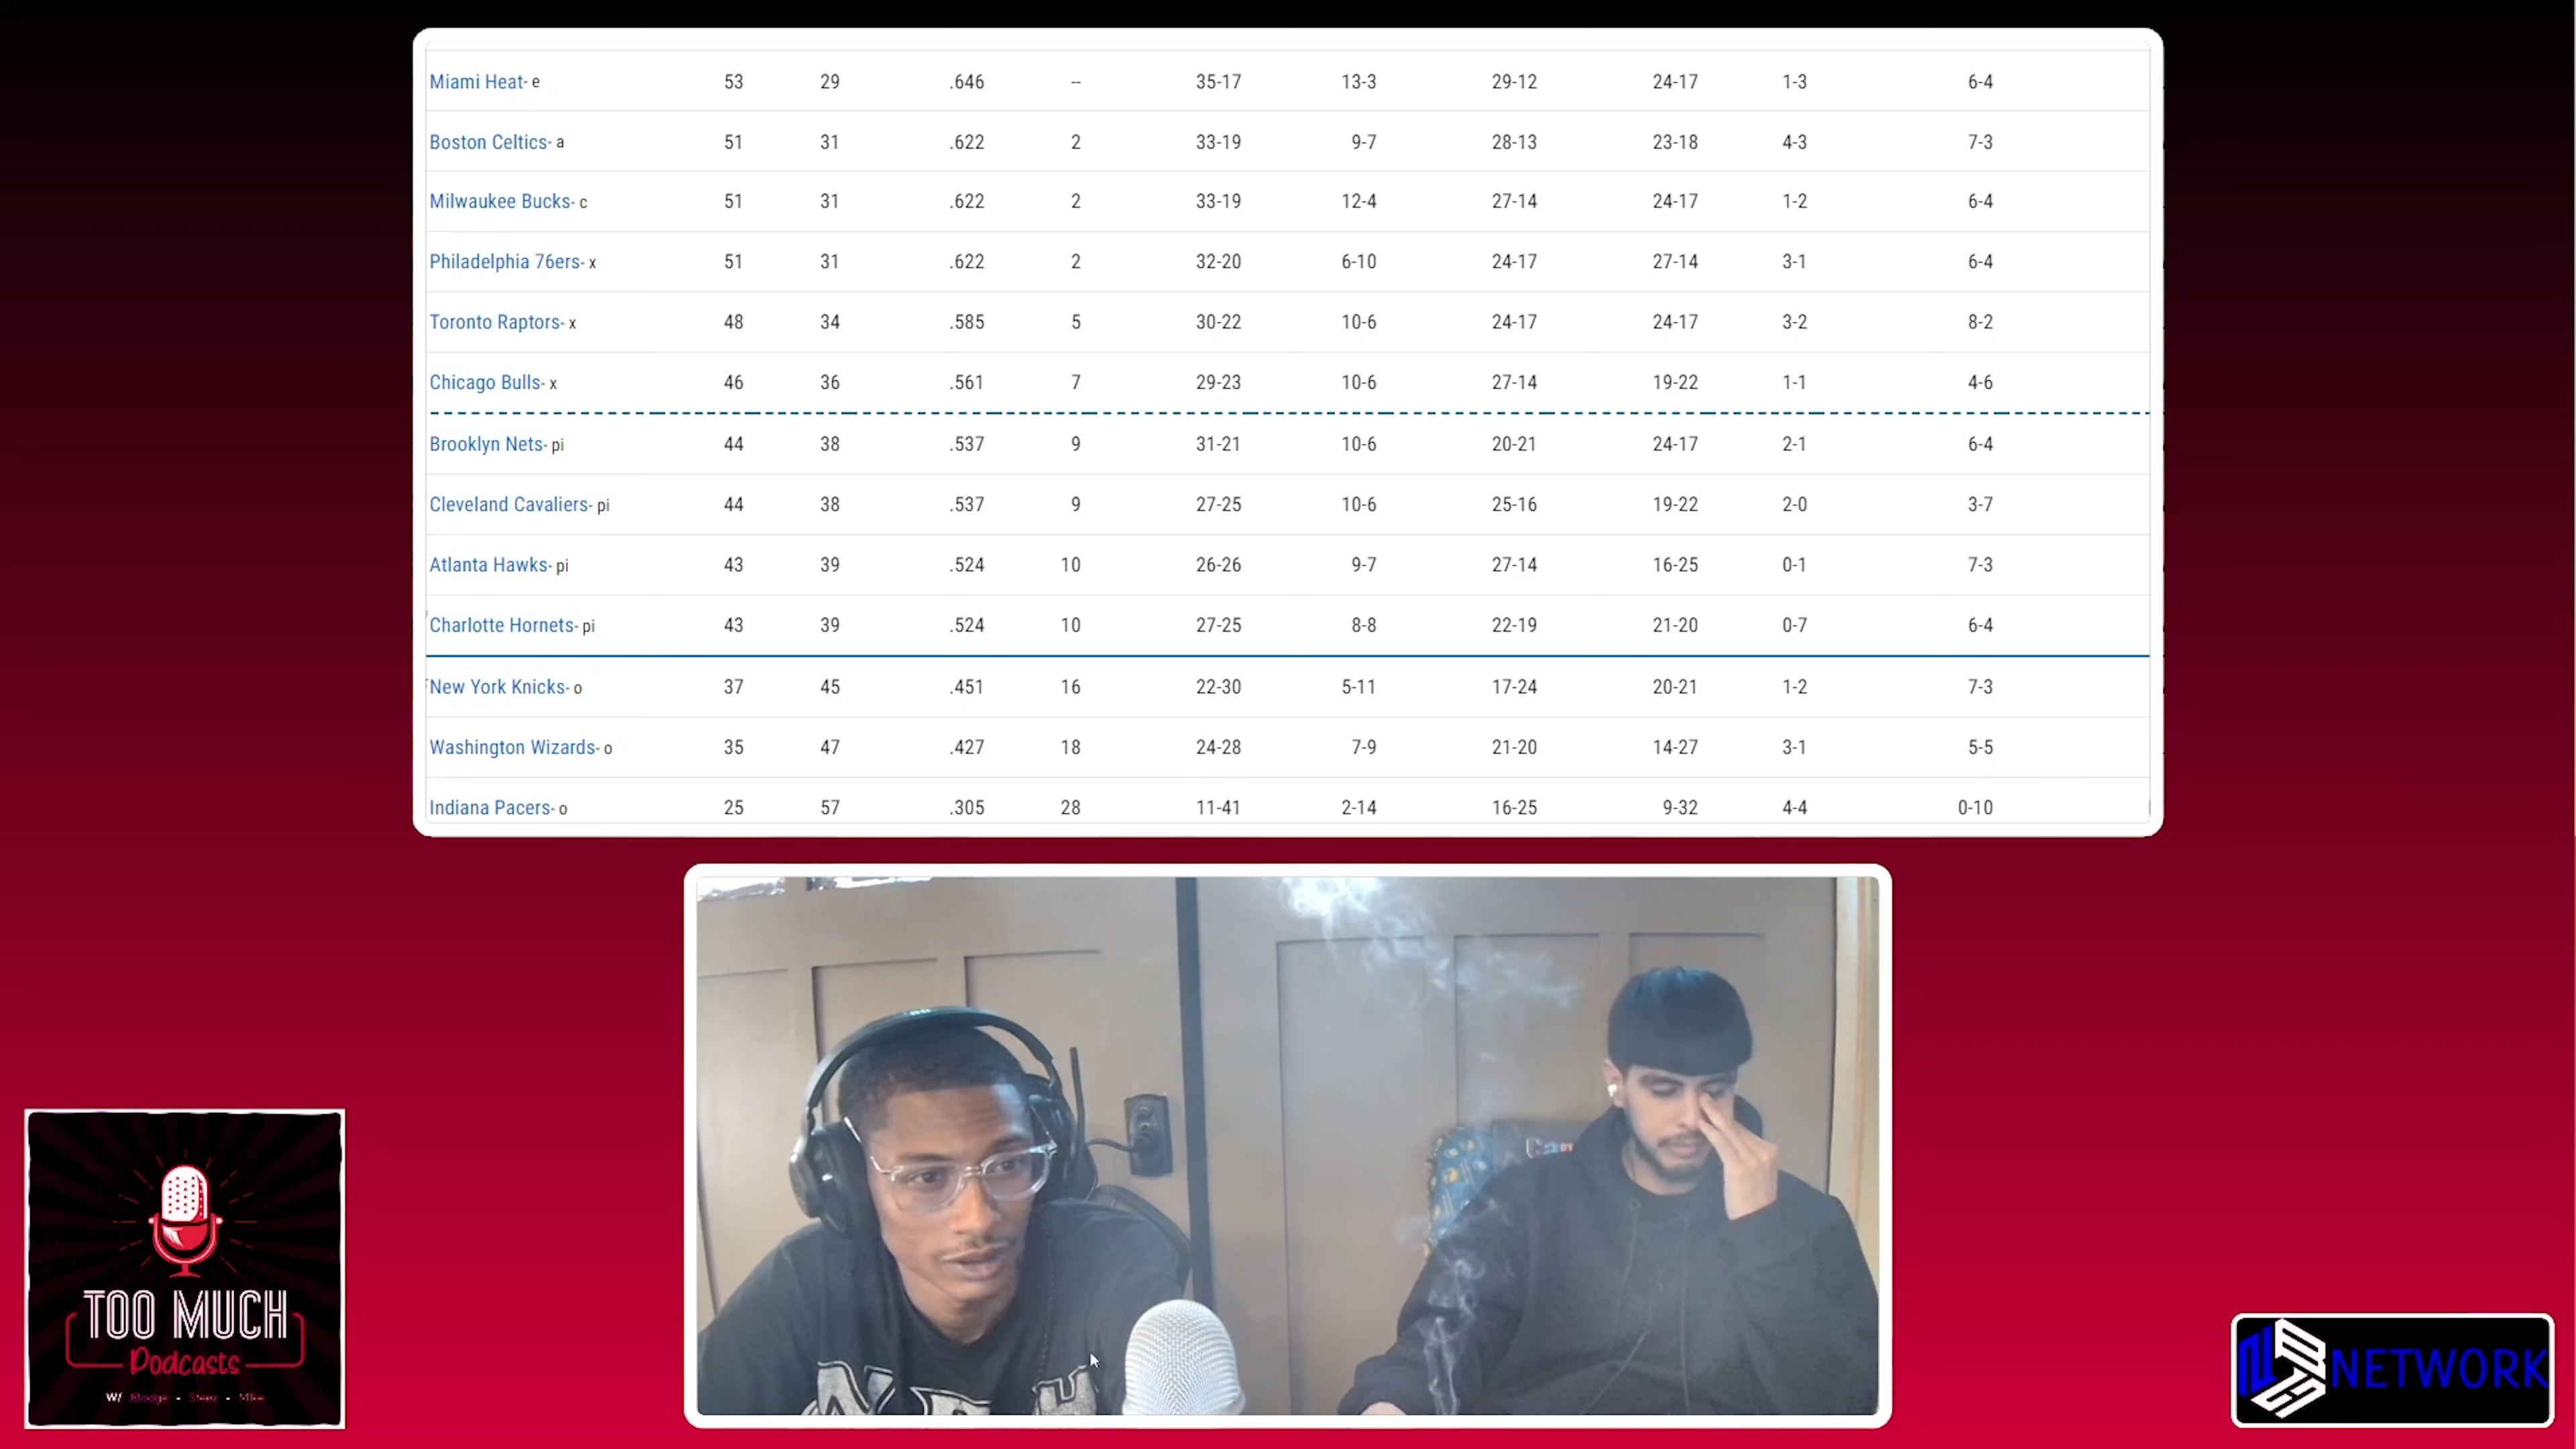 Miami Heat- e 53 29 .646 -- 35-17 13-3 29-12 24-17 1-3 6-4
Boston Celtics- a 51 31 .622 2 33-19 9-7 28-13 23-18 4-3 7-3
Milwaukee Bucks- c 51 31 .622 2 33-19 12-4 27-14 24-17 1-2 6-4
Philadelphia 76ers- x 51 31 .622 2 32-20 6-10 24-17 27-14 3-1 6-4
Toronto Raptors- x 48 34 .585 5 30-22 10-6 24-17 24-17 3-2 8-2
Chicago Bulls- x 46 36 .561 7 29-23 10-6 27-14 19-22 1-1 4-6
Brooklyn Nets- pi 44 38 .537 9 31-21 10-6 20-21 24-17 2-1 6-4
Cleveland Cavaliers- pi 44 38 .537 9 27-25 10-6 25-16 19-22 2-0 3-7
Atlanta Hawks- pi 43 39 .524 10 26-26 9-7 27-14 16-25 0-1 7-3
Charlotte Hornets- pi 43 39 .524 10 27-25 8-8 22-19 21-20 0-7 6-4
New York Knicks- o 37 45 .451 16 22-30 5-11 17-24 20-21 1-2 7-3
Washington Wizards- o 35 47 .427 18 24-28 7-9 21-20 14-27 3-1 5-5
Indiana Pacers- o 25 57 .305 28 11-41 2-14 16-25 9-32 4-4 0-10
TOO MUCH
Podcasts
W/ - Steev - Mike
NETWORK